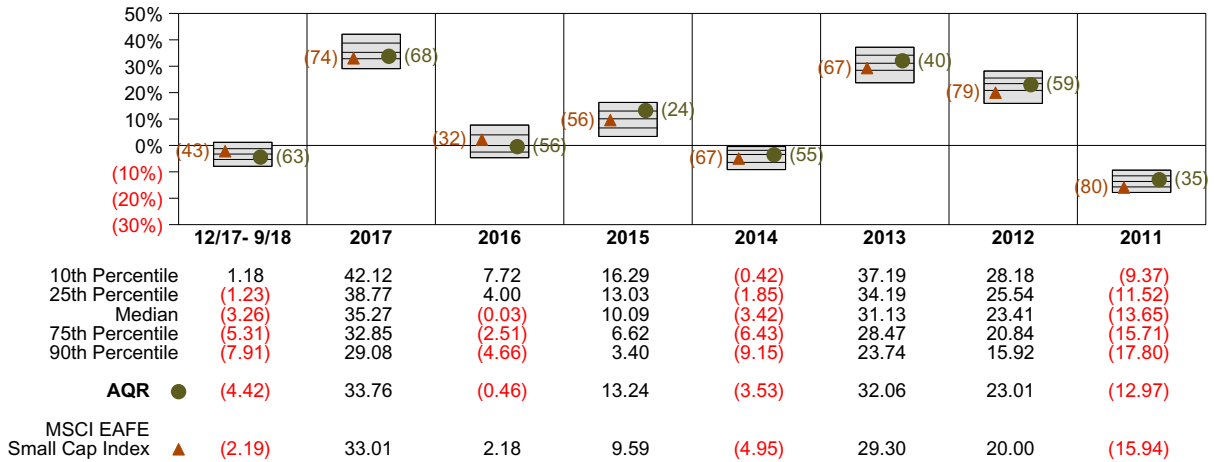 50%
40%
30%
20%
10%
0%
(10%)
(20%)
(30%)
(43) (63)
(74) (68)
(32) (56)
(56) (24)
(67) (55)
(67) (40)
(79) (59)
(80) (35)
12/17- 9/18 2017 2016 2015 2014 2013 2012 2011
10th Percentile 1.18 42.12 7.72 16.29 (0.42) 37.19 28.18 (9.37)
25th Percentile (1.23) 38.77 4.00 13.03 (1.85) 34.19 25.54 (11.52)
Median (3.26) 35.27 (0.03) 10.09 (3.42) 31.13 23.41 (13.65)
75th Percentile (5.31) 32.85 (2.51) 6.62 (6.43) 28.47 20.84 (15.71)
90th Percentile (7.91) 29.08 (4.66) 3.40 (9.15) 23.74 15.92 (17.80)
AQR (4.42) 33.76 (0.46) 13.24 (3.53) 32.06 23.01 (12.97)
MSCI EAFE
Small Cap Index (2.19) 33.01 2.18 9.59 (4.95) 29.30 20.00 (15.94)